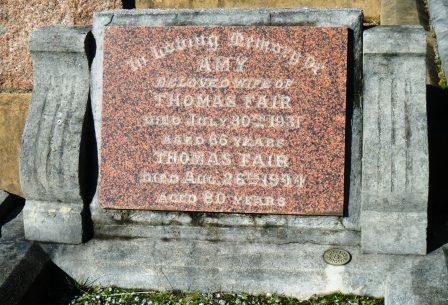 In Loving Memory Of
AMY
BELOVED WIFE OF
THOMAS FAIR
DIED JULY 30TH 1931
AGED 66 YEARS
THOMAS FAIR
DIED AUG. 26TH 1944
AGED 80 YEARS